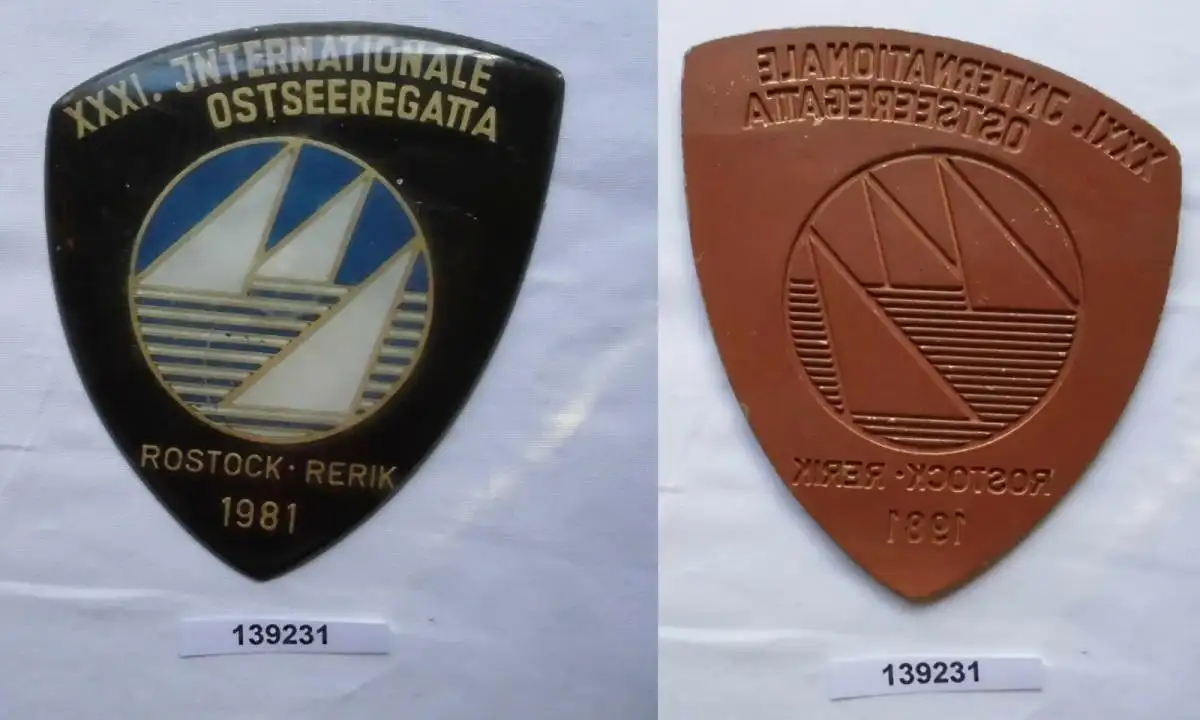 XXXI. JNTERNATIONALE
OSTSEEREGATTA
ROSTOCK · RERIK
1981
139231
XXXI. JNTERNATIONALE
OSTSEEREGATTA
ROSTOCK · RERIK
1981
139231